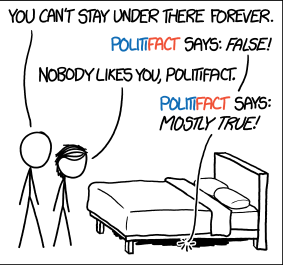 YOU CAN'T STAY UNDER THERE FOREVER.
POLITIFACT SAYS: FALSE!
NOBODY LIKES YOU, POLITIFACT.
POLITIFACT SAYS:
MOSTLY TRUE!